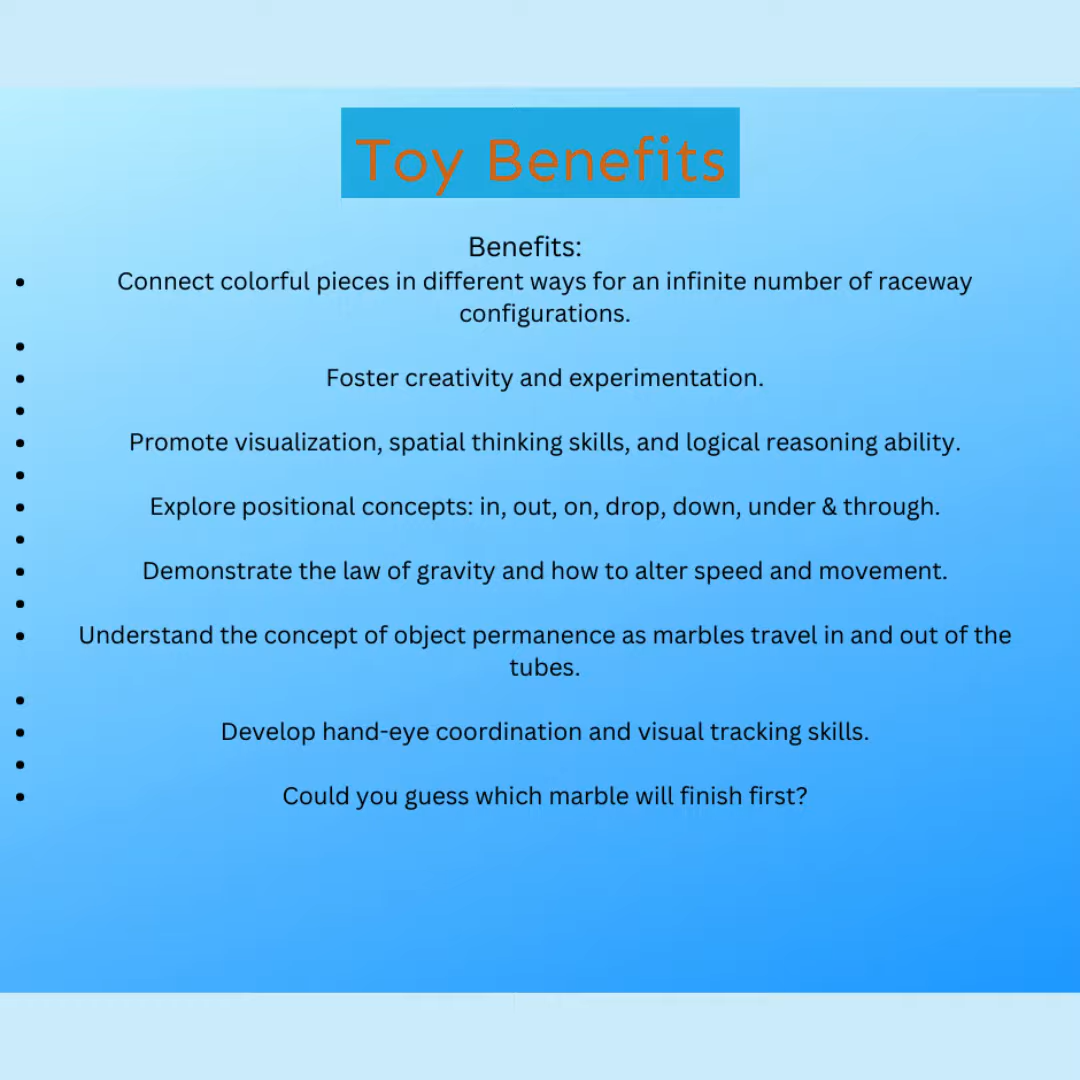 Toy Benefits
Benefits:
• Connect colorful pieces in different ways for an infinite number of raceway
configurations.
•
• Foster creativity and experimentation.
•
• Promote visualization, spatial thinking skills, and logical reasoning ability.
•
• Explore positional concepts: in, out, on, drop, down, under & through.
•
• Demonstrate the law of gravity and how to alter speed and movement.
•
• Understand the concept of object permanence as marbles travel in and out of the
tubes.
•
• Develop hand-eye coordination and visual tracking skills.
•
• Could you guess which marble will finish first?